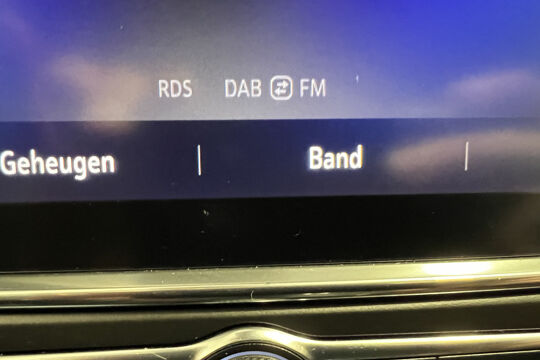 RDS DAB FM
Geheugen Band